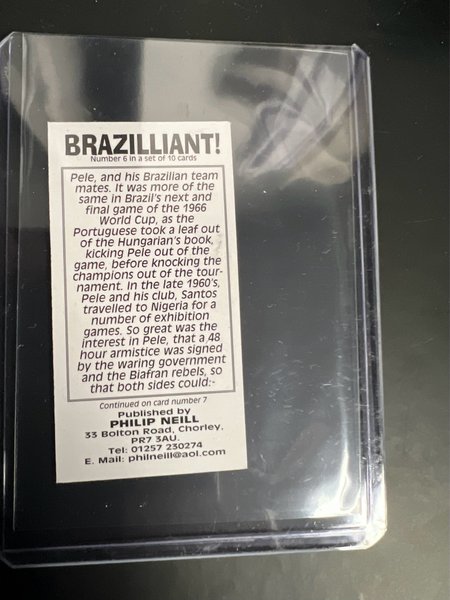 BRAZILLIANT!
Number 6 in a set of 10 cards
Pele, and his Brazilian team
mates. It was more of the
same in Brazil's next and
final game of the 1966
World Cup, as the
Portuguese took a leaf out
of the Hungarian's book,
kicking Pele out of the
game, before knocking the
champions out of the tour-
nament. In the late 1960's,
Pele and his club, Santos
travelled to Nigeria for a
number of exhibition
games. So great was the
interest in Pele, that a 48
hour armistice was signed
by the waring government
and the Biafran rebels, so
that both sides could:-
Continued on card number 7
Published by
PHILIP NEILL
33 Bolton Road, Chorley.
PR7 3AU.
Tel: 01257 230274
E. Mail: philneill@aol.com